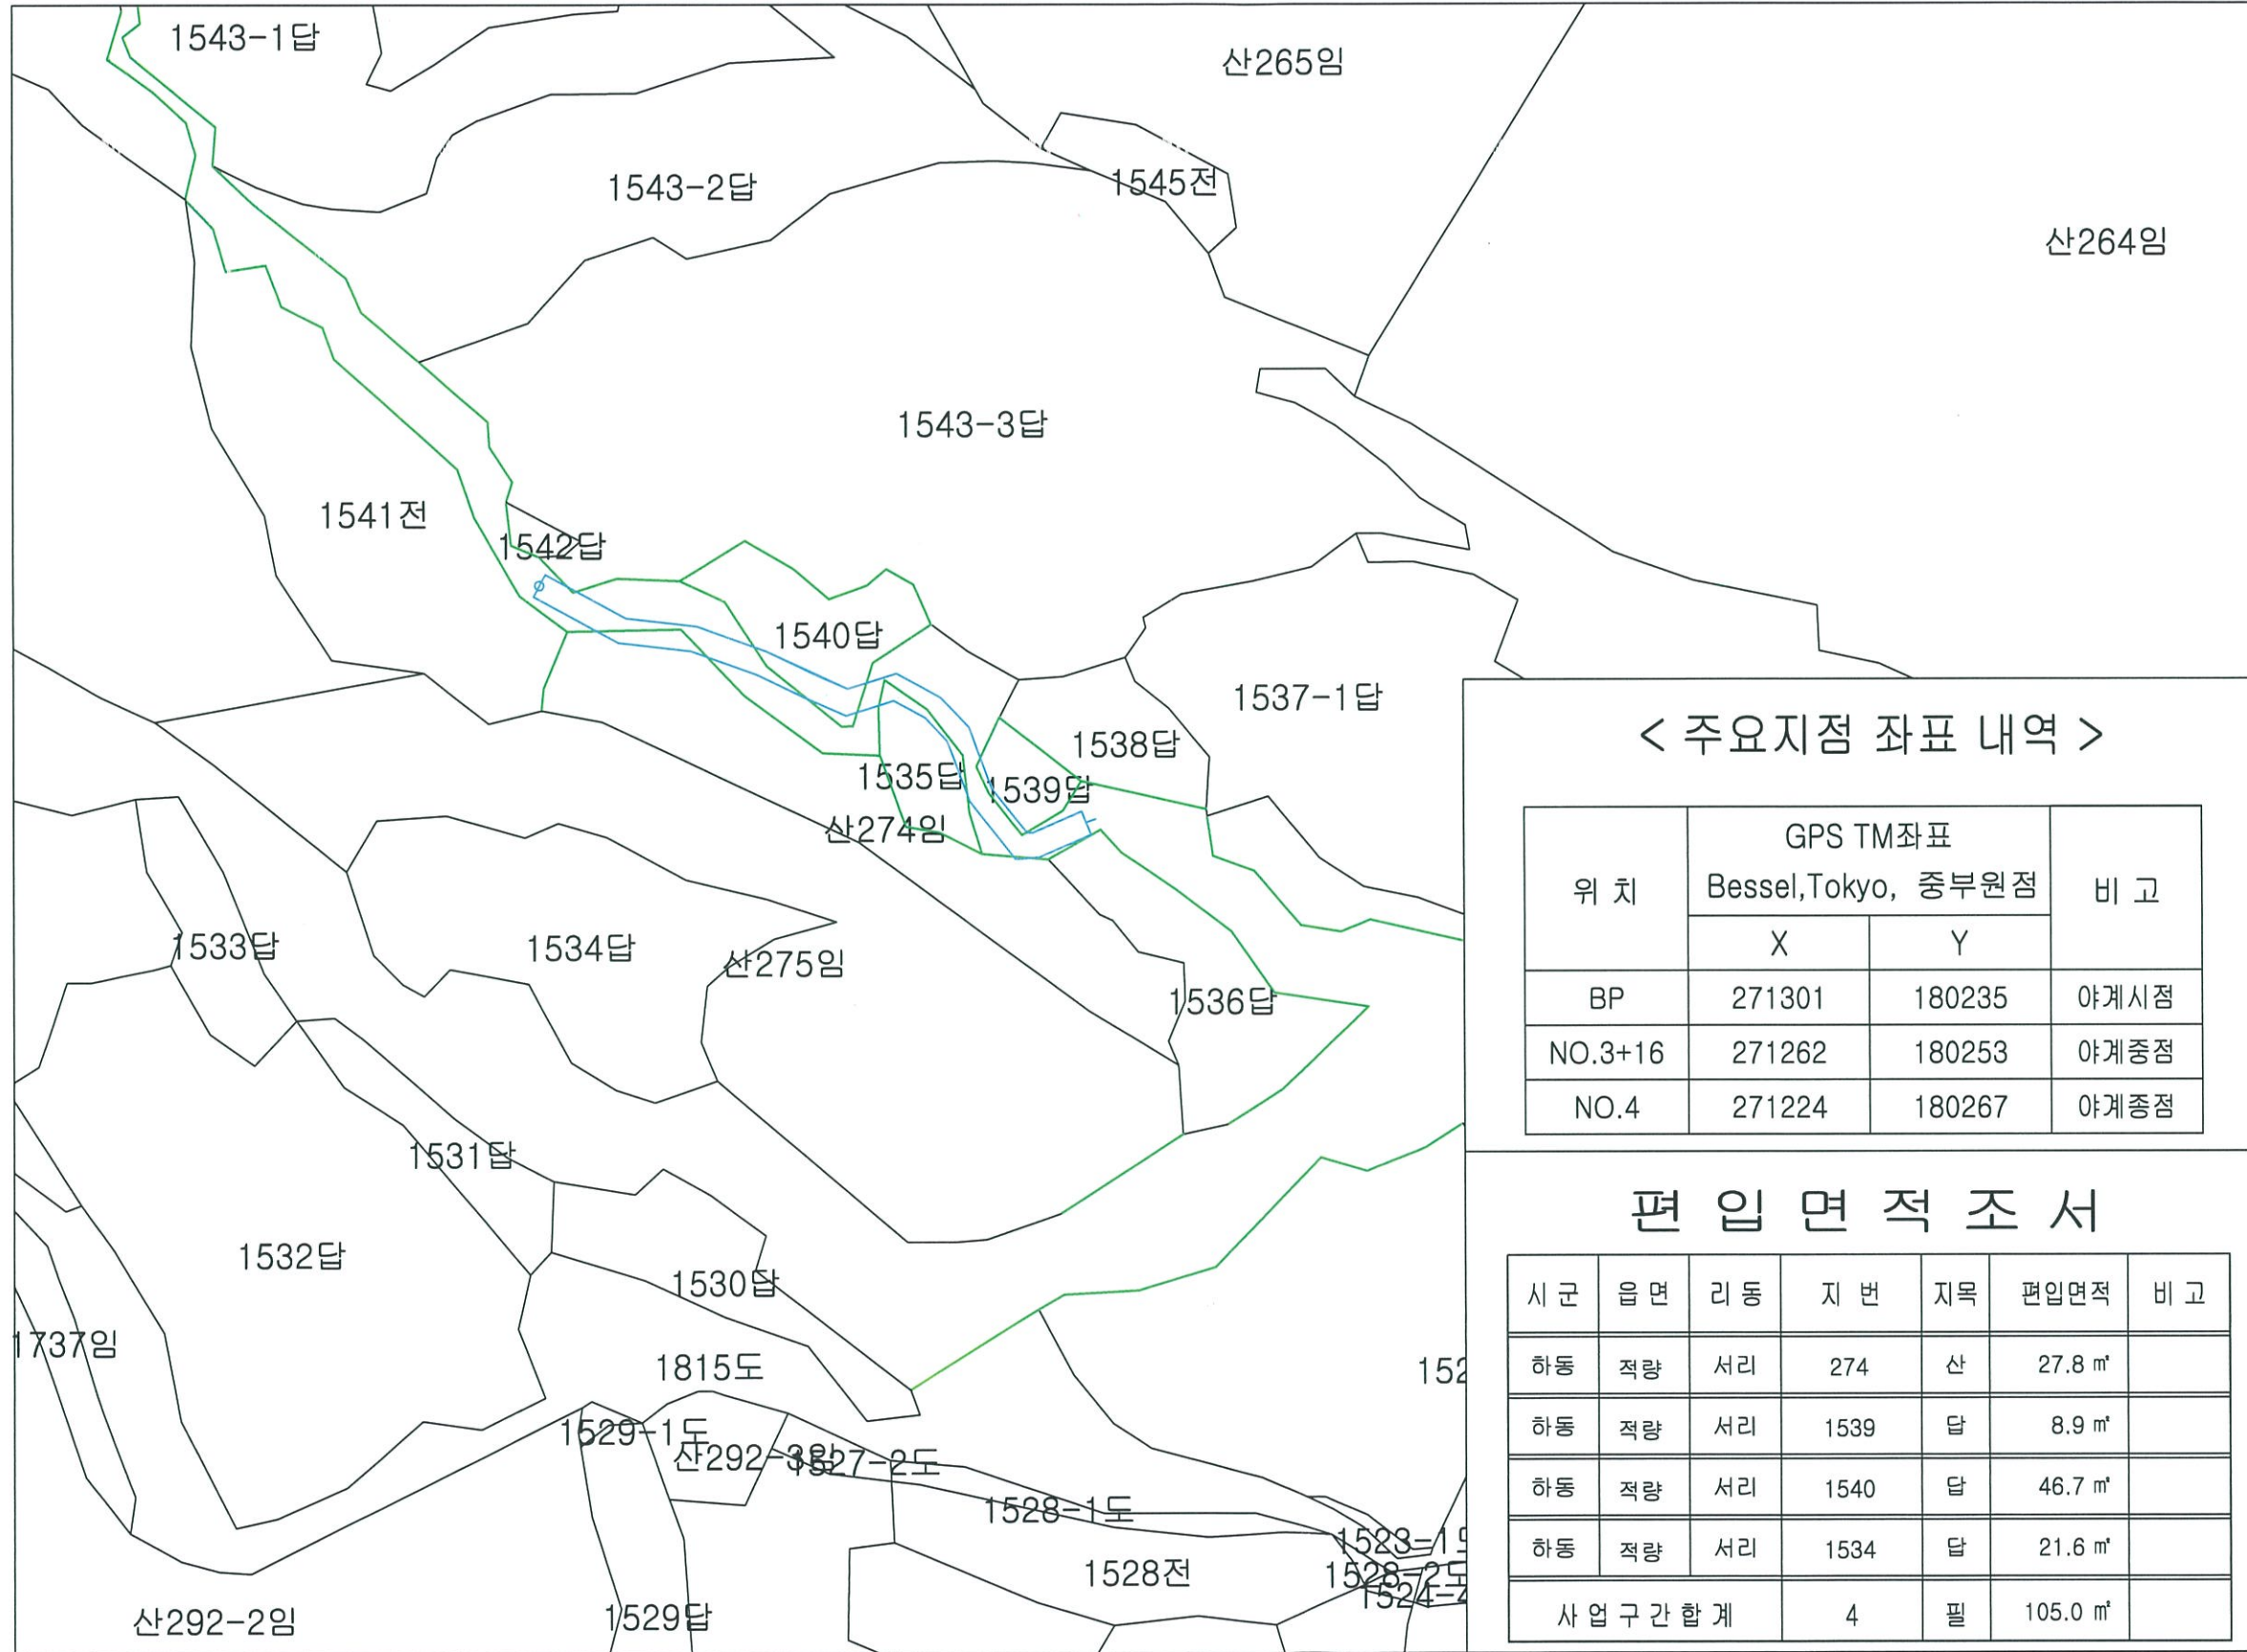 1543-1답
산265임
1543-2답
1545전
산264임
1543-3답
1541전
1542답
1540답
1537-1답
1538답
1535답
1539답
산274임
1533답
1534답
산275임
1536답
1531답
1532답
1530답
1737임
1815도
1529-1도
산292-3임
1527-2도
1528-1도
1528전
1528-2도
산292-2임
1529답
< 주요지점 좌표 내역 >
위 치
GPS TM좌표
Bessel,Tokyo, 중부원점
비 고
X Y
BP 271301 180235 야계시점
NO.3+16 271262 180253 야계중점
NO.4 271224 180267 야계종점
편 입 면 적 조 서
시 군 읍 면 리 동 지 번 지목 편입면적 비 고
하동 적량 서리 274 산 27.8 ㎡
하동 적량 서리 1539 답 8.9 ㎡
하동 적량 서리 1540 답 46.7 ㎡
하동 적량 서리 1534 답 21.6 ㎡
사 업 구 간 합 계 4 필 105.0 ㎡